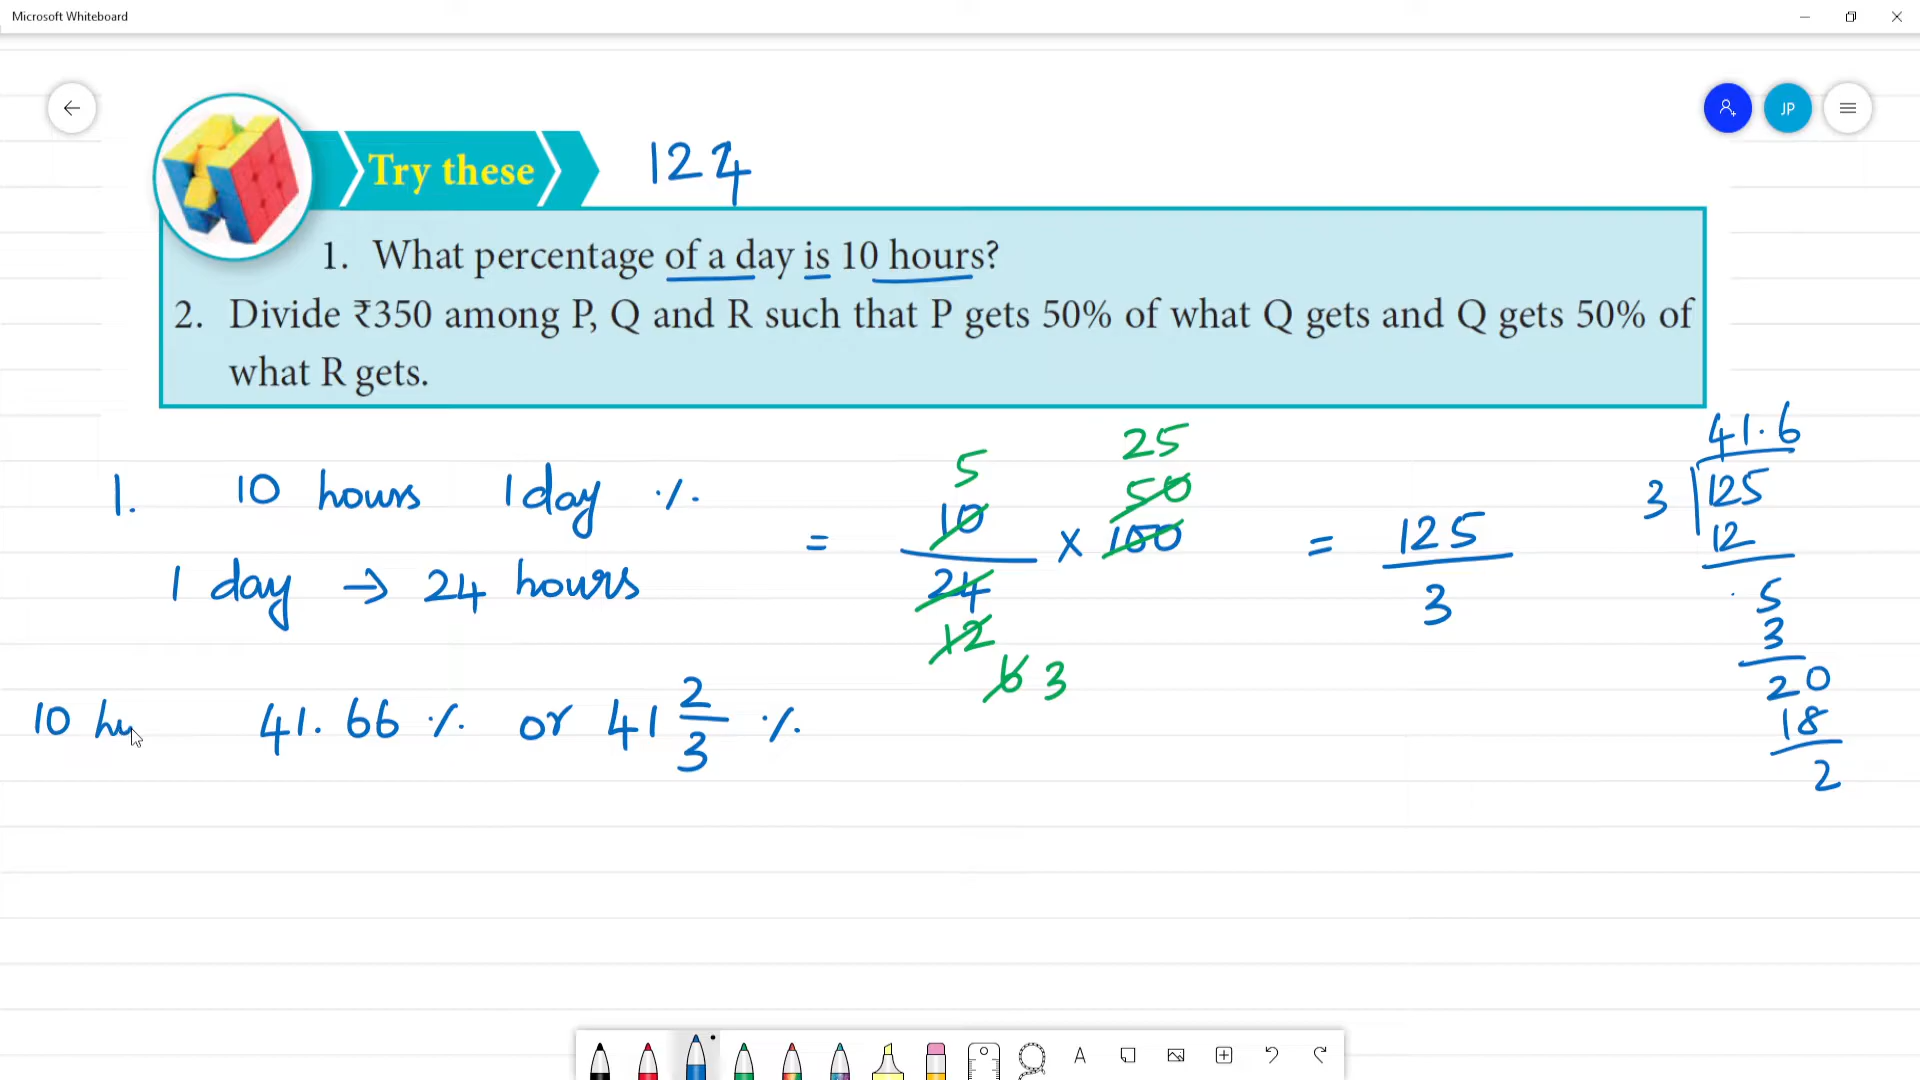 Microsoft Whiteboard
JP
Try these
124
1. What percentage of a day is 10 hours?
2. Divide ₹350 among P, Q and R such that P gets 50% of what Q gets and Q gets 50% of
what R gets.
1. 10 hours 1 day %
1 day → 24 hours
= 10/24 × 100 = 125/3
5 25
50
12
6 3
41.6
3 125
12
5
3
20
18
2
10 hr 41.66 % or 41 2/3 %
A